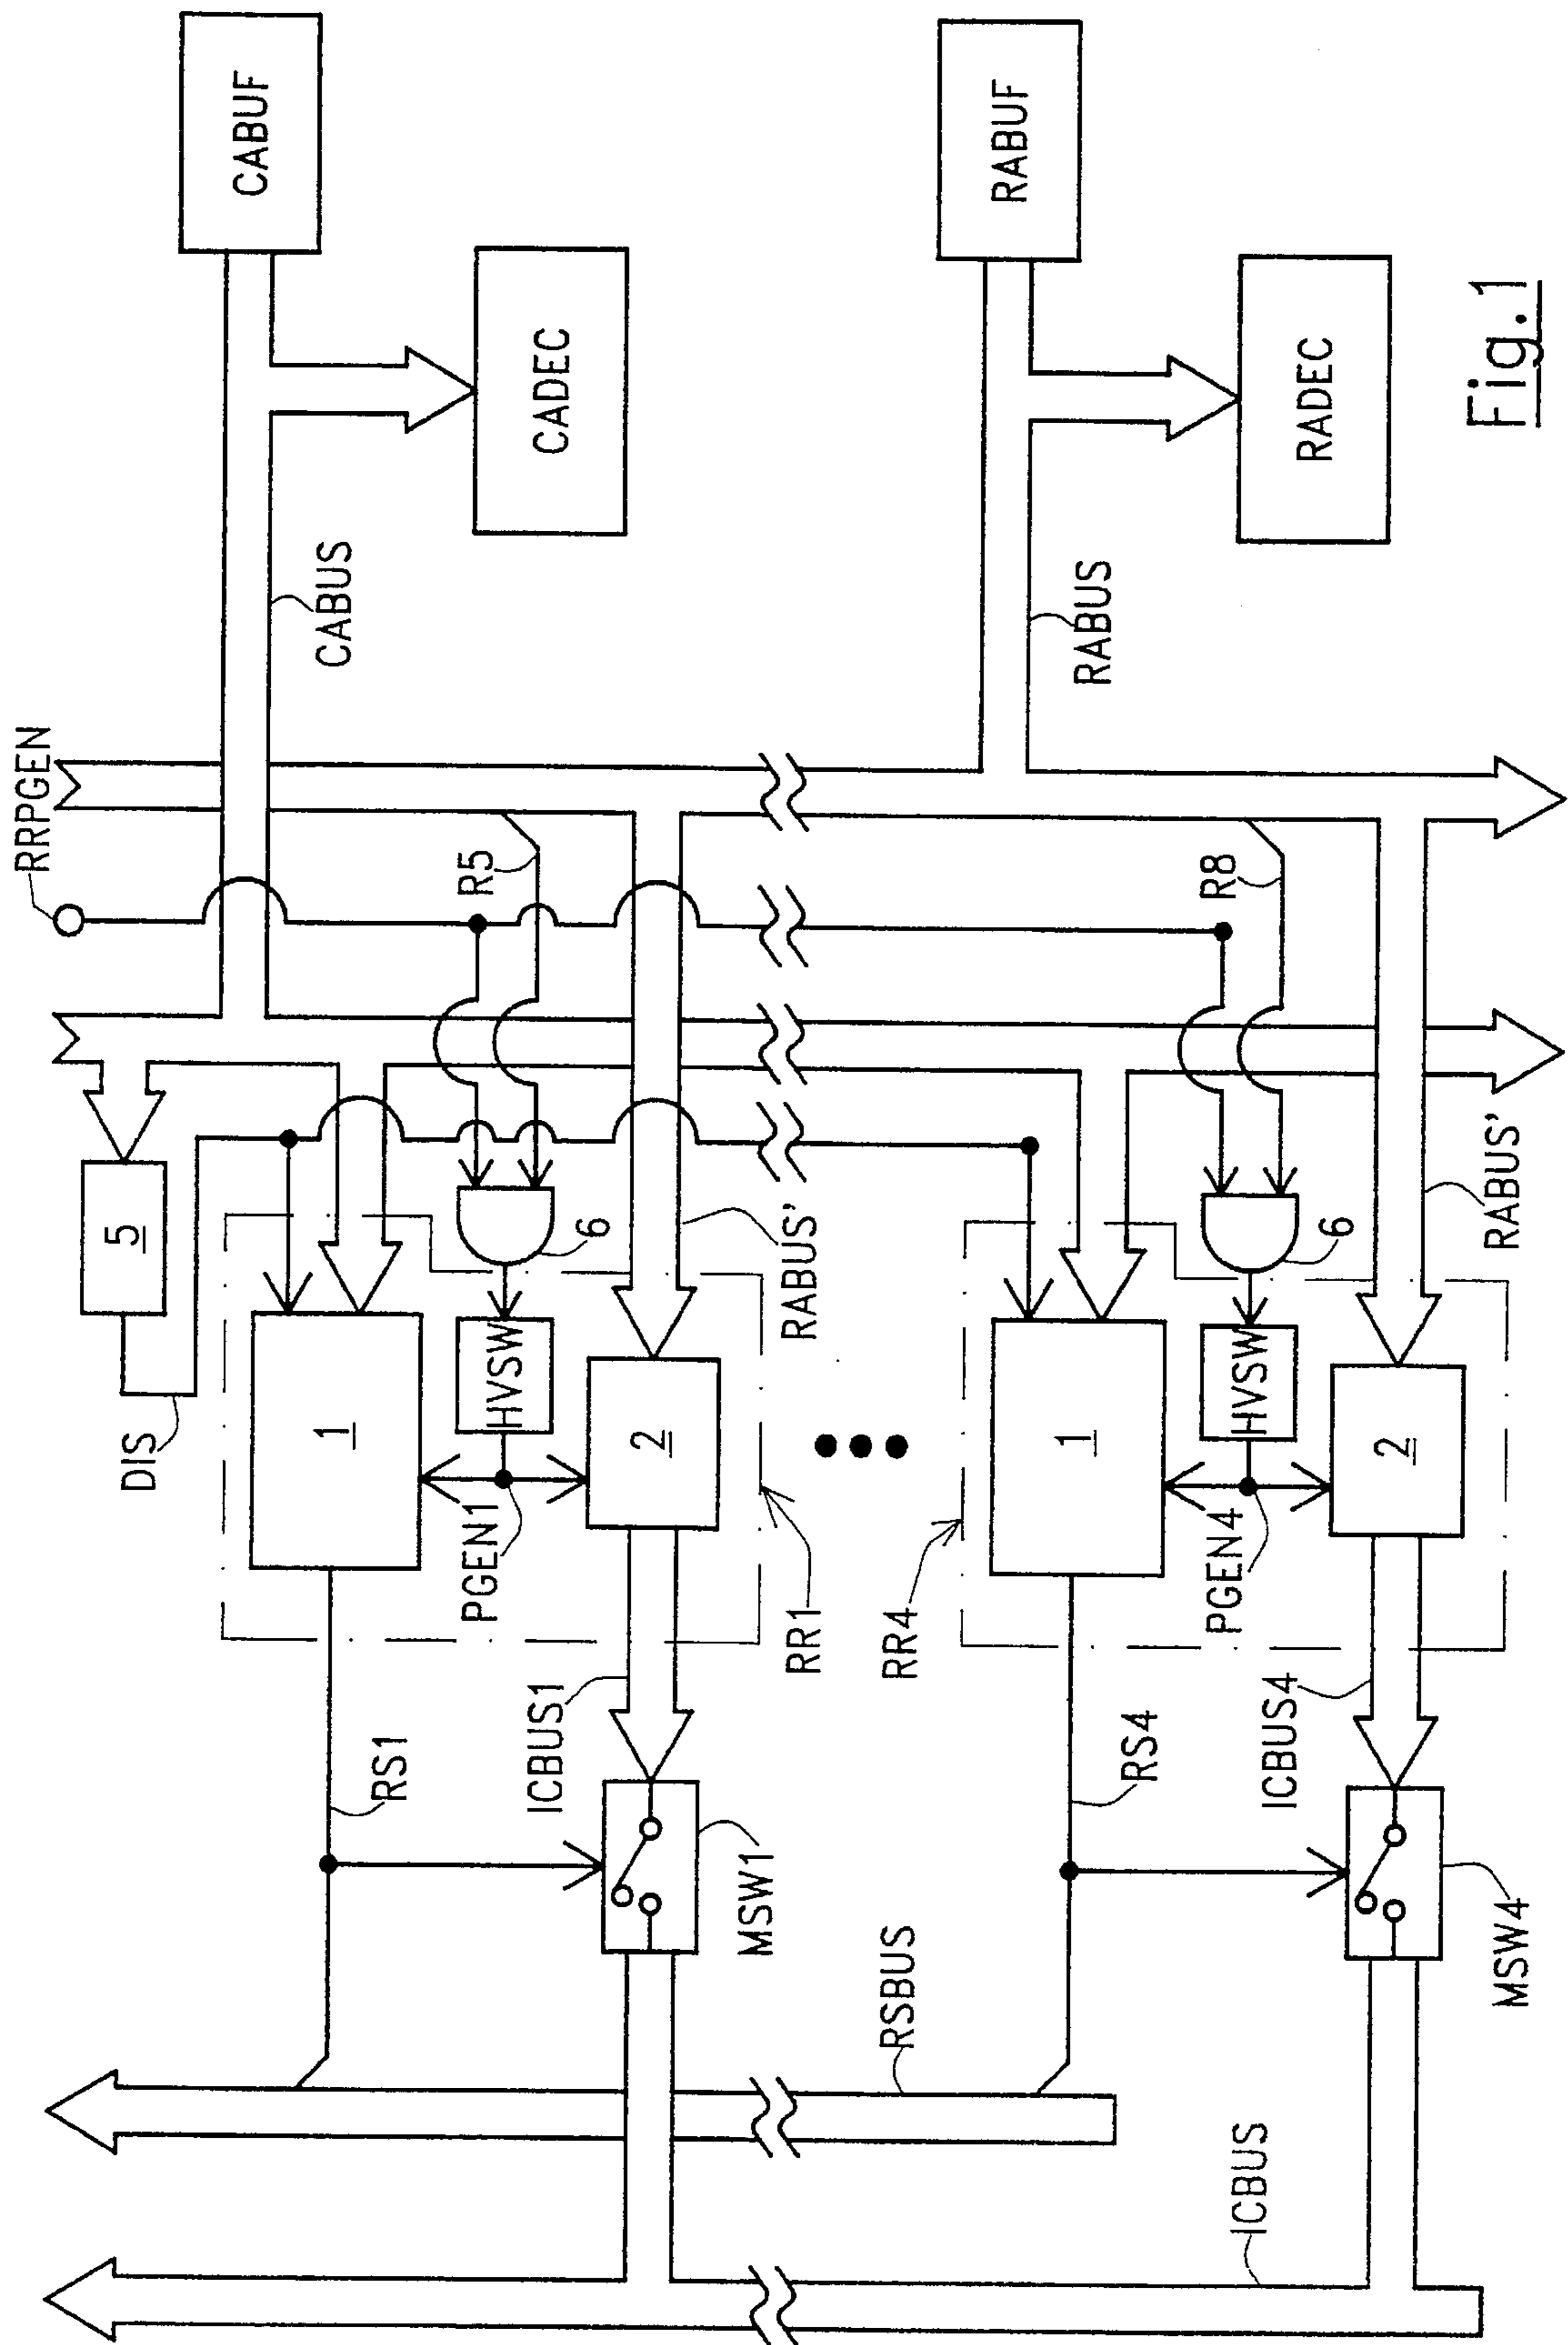 CABUF
CADEC
CABUS
RABUF
RADEC
RABUS
RRPGEN
R5
R8
5
DIS
1
HVSW
6
2
RABUS'
PGEN1
RR1
1
HVSW
6
2
RABUS'
PGEN4
RR4
RS1
ICBUS1
MSW1
RS4
ICBUS4
MSW4
RSBUS
ICBUS
Fig.1